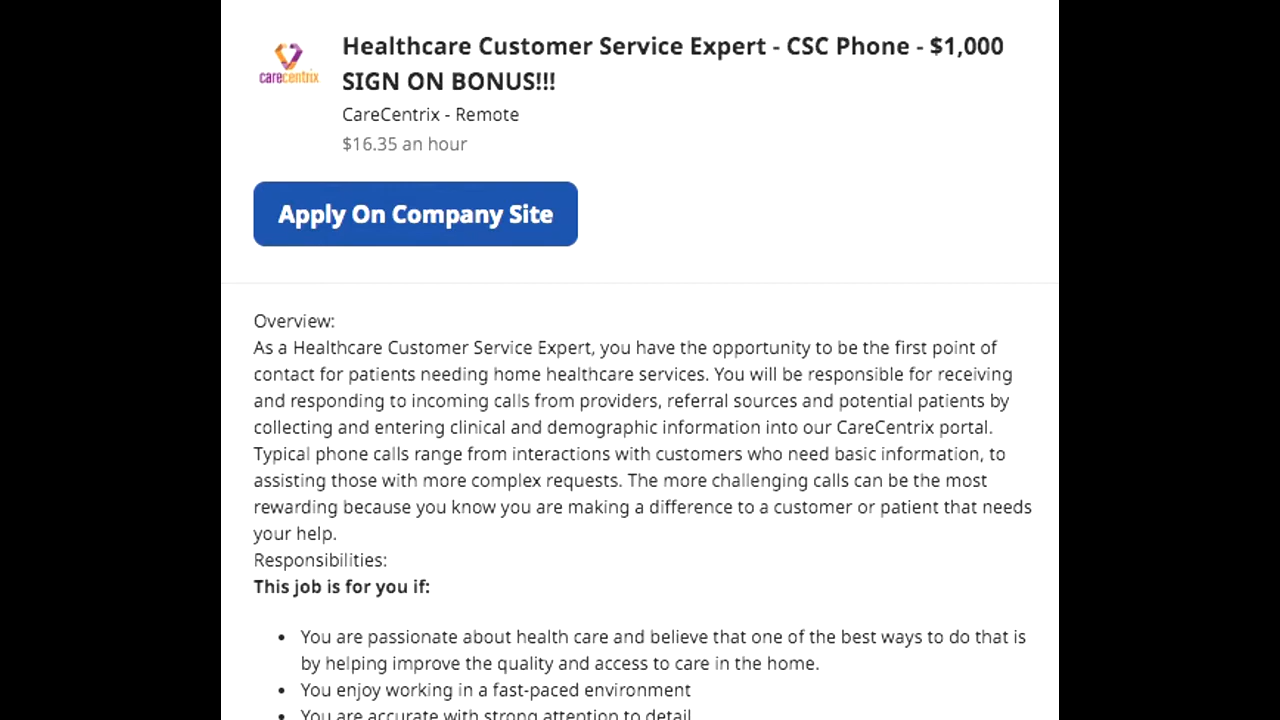 Healthcare Customer Service Expert - CSC Phone - $1,000
SIGN ON BONUS!!!
carecentrix
CareCentrix - Remote
$16.35 an hour
Apply On Company Site
Overview:
As a Healthcare Customer Service Expert, you have the opportunity to be the first point of
contact for patients needing home healthcare services. You will be responsible for receiving
and responding to incoming calls from providers, referral sources and potential patients by
collecting and entering clinical and demographic information into our CareCentrix portal.
Typical phone calls range from interactions with customers who need basic information, to
assisting those with more complex requests. The more challenging calls can be the most
rewarding because you know you are making a difference to a customer or patient that needs
your help.
Responsibilities:
This job is for you if:
• You are passionate about health care and believe that one of the best ways to do that is
by helping improve the quality and access to care in the home.
• You enjoy working in a fast-paced environment
• You are accurate with strong attention to detail